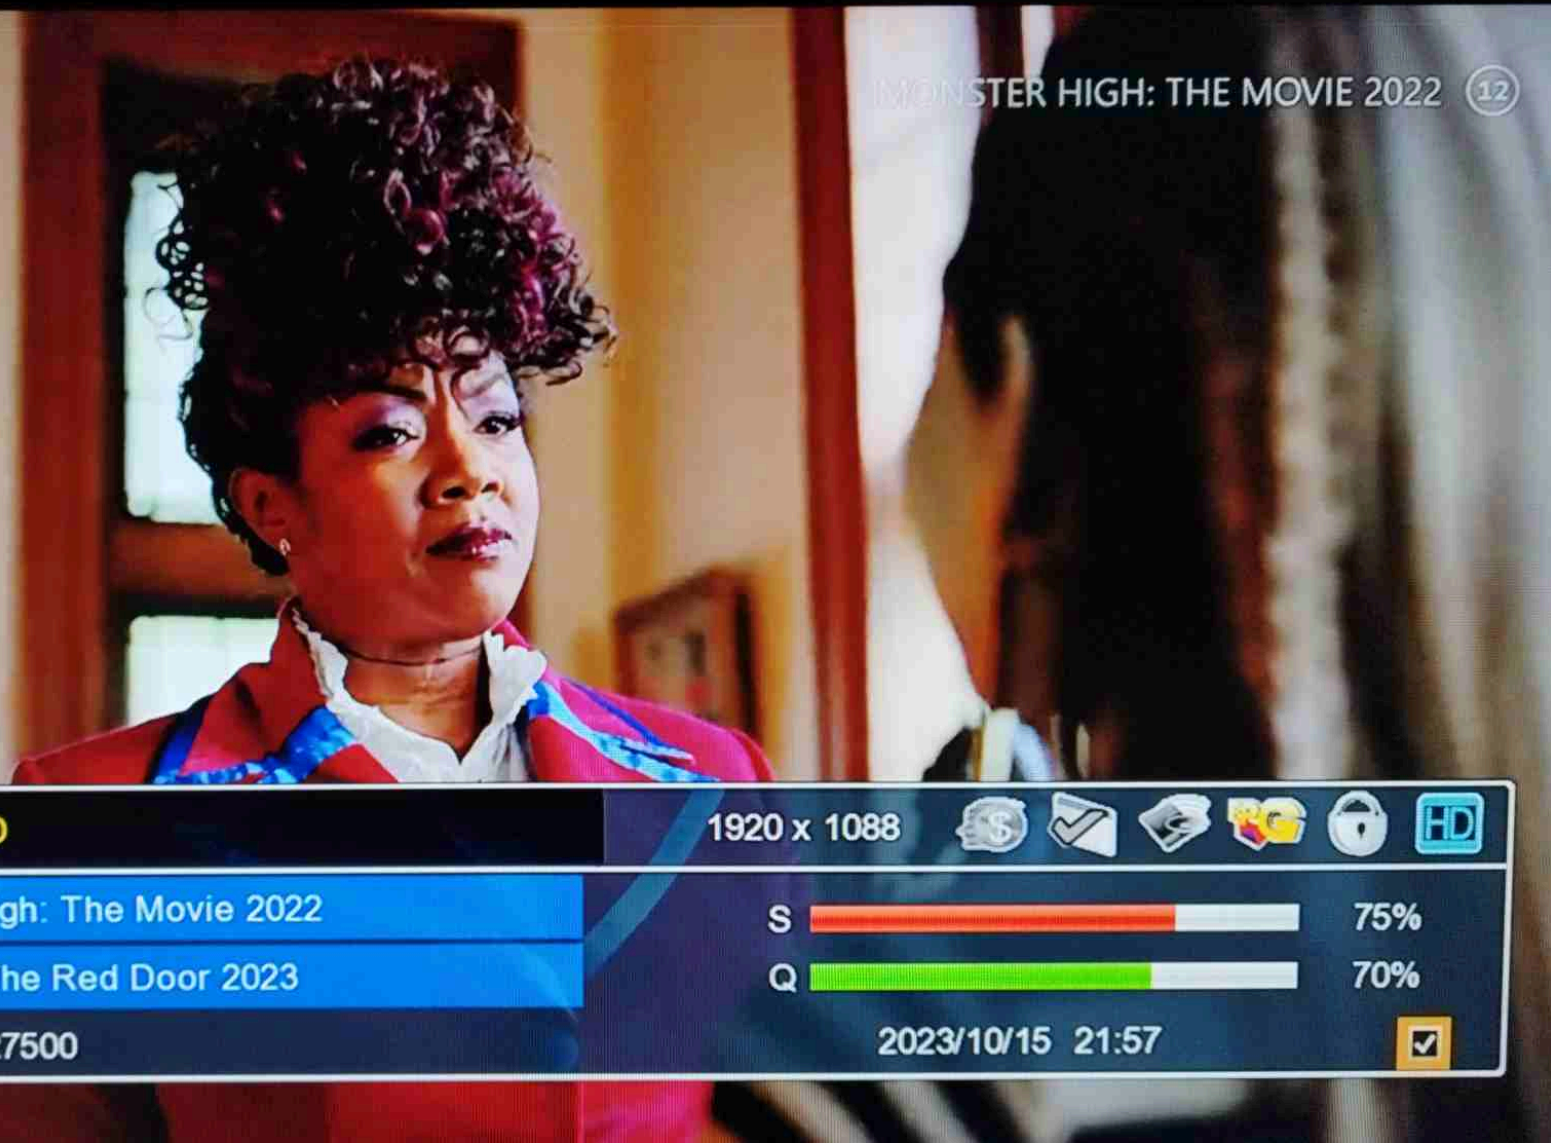 MONSTER HIGH: THE MOVIE 2022 12
1920 x 1088 $ HD
gh: The Movie 2022
S 75%
he Red Door 2023
Q 70%
7500
2023/10/15 21:57